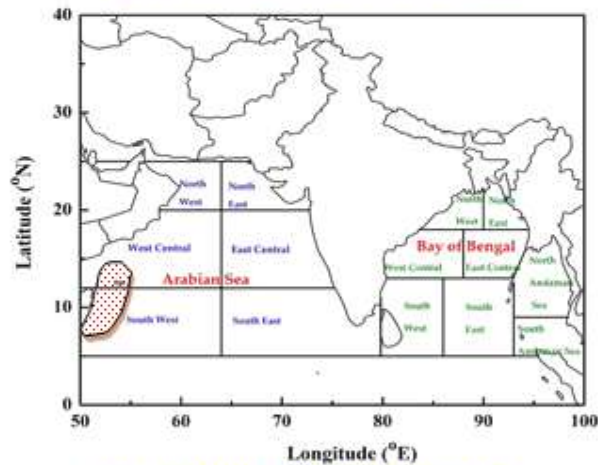 40
30
20
10
0
50
60
70
80
90
100
Latitude (°N)
Longitude (°E)
North
West
North
East
West Central
East Central
Arabian Sea
South West
South East
North
West
North
East
Bay of Bengal
West Central
East Central
South
West
South
East
North
Andaman
Sea
South
Andaman Sea